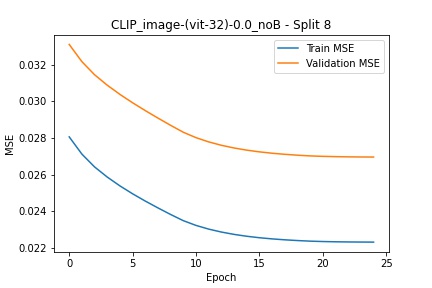 CLIP_image-(vit-32)-0.0_noB - Split 8
Train MSE
Validation MSE
MSE
0.032
0.030
0.028
0.026
0.024
0.022
0
5
10
15
20
25
Epoch